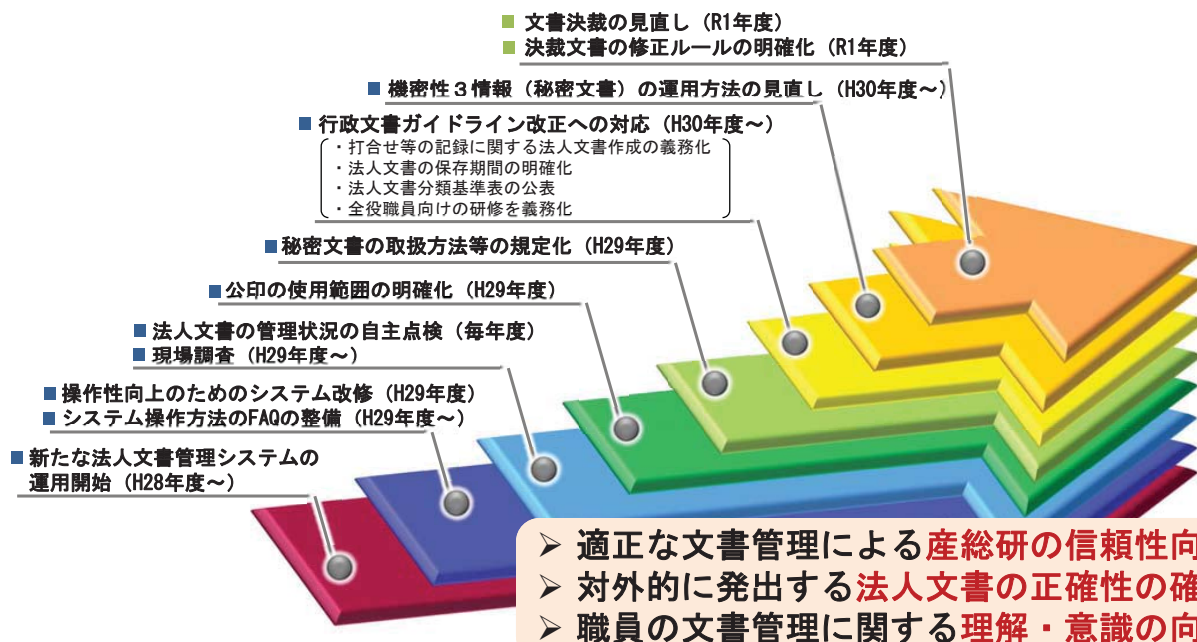 ■ 文書決裁の見直し（R1年度）
■ 決裁文書の修正ルールの明確化（R1年度）
■ 機密性３情報（秘密文書）の運用方法の見直し（H30年度～）
■ 行政文書ガイドライン改正への対応（H30年度～）
・打合せ等の記録に関する法人文書作成の義務化
・法人文書の保存期間の明確化
・法人文書分類基準表の公表
・全役職員向けの研修を義務化
■ 秘密文書の取扱方法等の規定化（H29年度）
■ 公印の使用範囲の明確化（H29年度）
■ 法人文書の管理状況の自主点検（毎年度）
■ 現場調査（H29年度～）
■ 操作性向上のためのシステム改修（H29年度）
■ システム操作方法のFAQの整備（H29年度～）
■ 新たな法人文書管理システムの
運用開始（H28年度～）
➢ 適正な文書管理による産総研の信頼性向
➢ 対外的に発出する法人文書の正確性の確
➢ 職員の文書管理に関する理解・意識の向